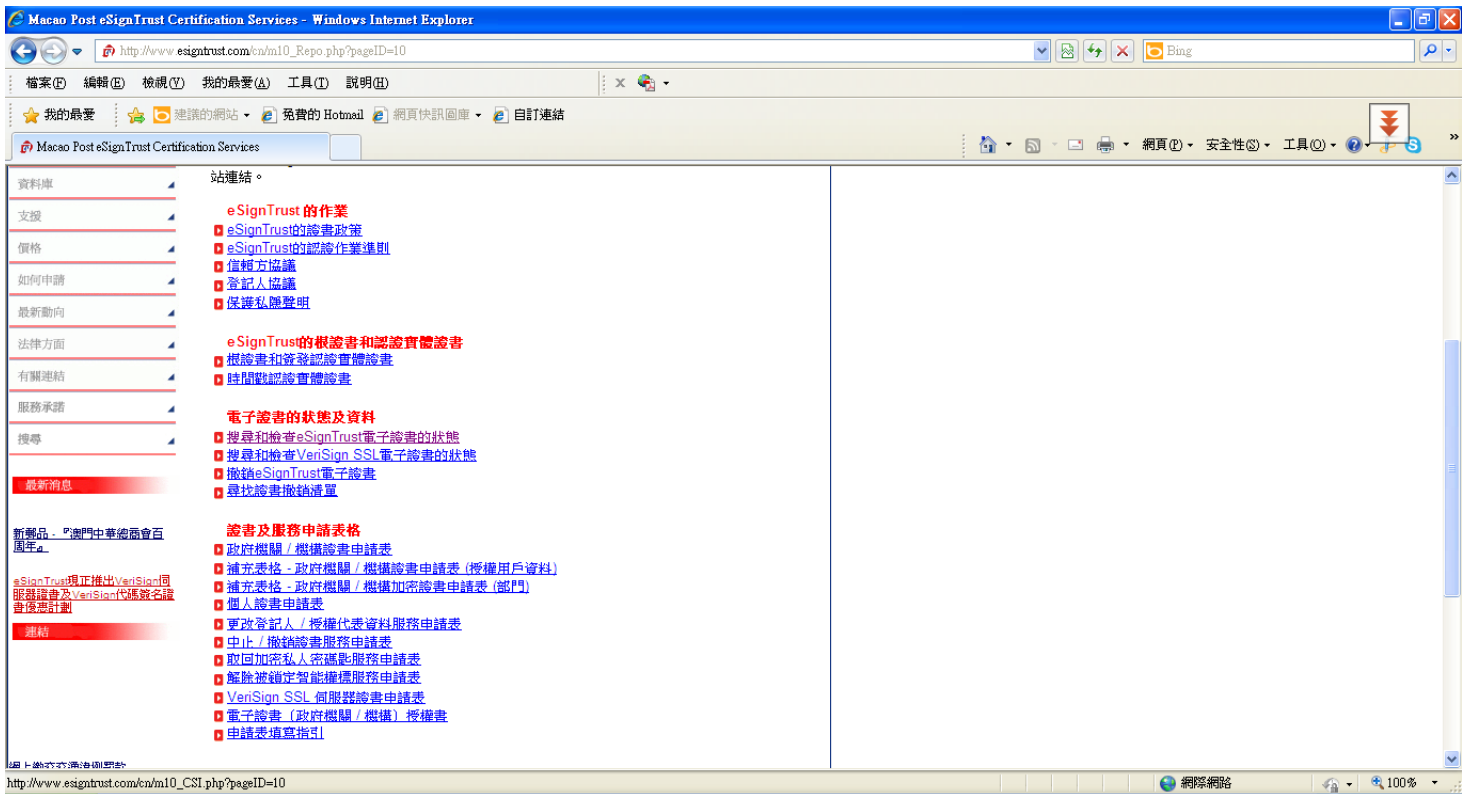 Macao Post eSignTrust Certification Services - Windows Internet Explorer
http://www.esigntrust.com/cn/m10_Repo.php?pageID=10
Bing
檔案(F) 編輯(E) 檢視(V) 我的最愛(A) 工具(T) 說明(H)
x
我的最愛 建議的網站 免費的 Hotmail 網頁快訊圖庫 自訂連結
Macao Post eSignTrust Certification Services
網頁(P) 安全性(S) 工具(O)
»
資料庫
支援
價格
如何申請
最新動向
法律方面
有關連結
服務承諾
搜尋
最新消息
新郵品 - 『澳門中華總商會百
周年』
eSignTrust現正推出VeriSign伺
服器證書及VeriSign代碼簽名證
書優惠計劃
連結
站連結。
eSignTrust 的作業
eSignTrust的證書政策
eSignTrust的認證作業準則
信賴方協議
登記人協議
保護私隱聲明
eSignTrust的根證書和認證實體證書
根證書和簽發認證實體證書
時間戳認證實體證書
電子證書的狀態及資料
搜尋和檢查eSignTrust電子證書的狀態
搜尋和檢查VeriSign SSL電子證書的狀態
撤銷eSignTrust電子證書
尋找證書撤銷清單
證書及服務申請表格
政府機關 / 機構證書申請表
補充表格 - 政府機關 / 機構證書申請表 (授權用戶資料)
補充表格 - 政府機關 / 機構加密證書申請表 (部門)
個人證書申請表
更改登記人 / 授權代表資料服務申請表
中止 / 撤銷證書服務申請表
取回加密私人密碼匙服務申請表
解除被鎖定智能權標服務申請表
VeriSign SSL 伺服器證書申請表
電子證書（政府機關 / 機構）授權書
申請表填寫指引
http://www.esigntrust.com/cn/m10_CSI.php?pageID=10
網際網路
100%